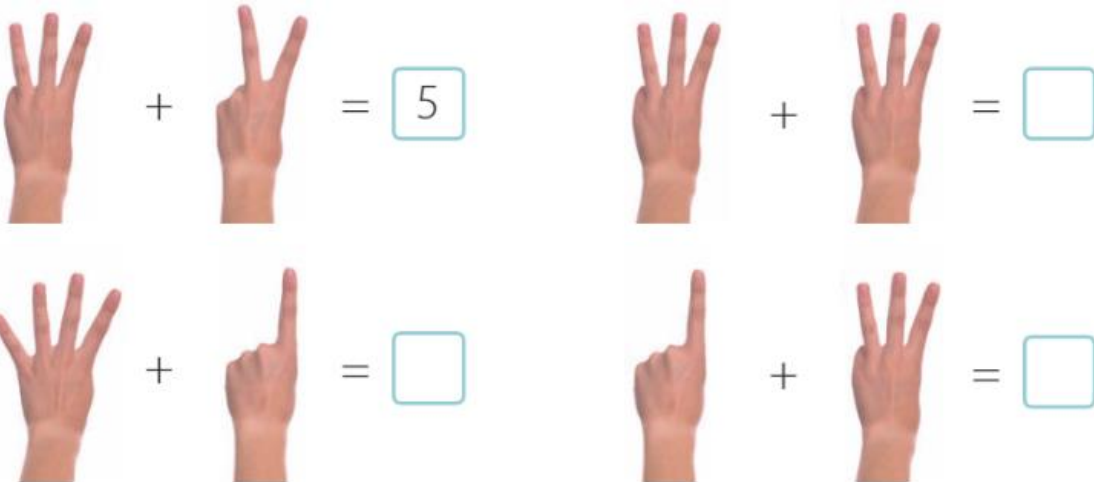 + = 5
+ =
+ =
+ =